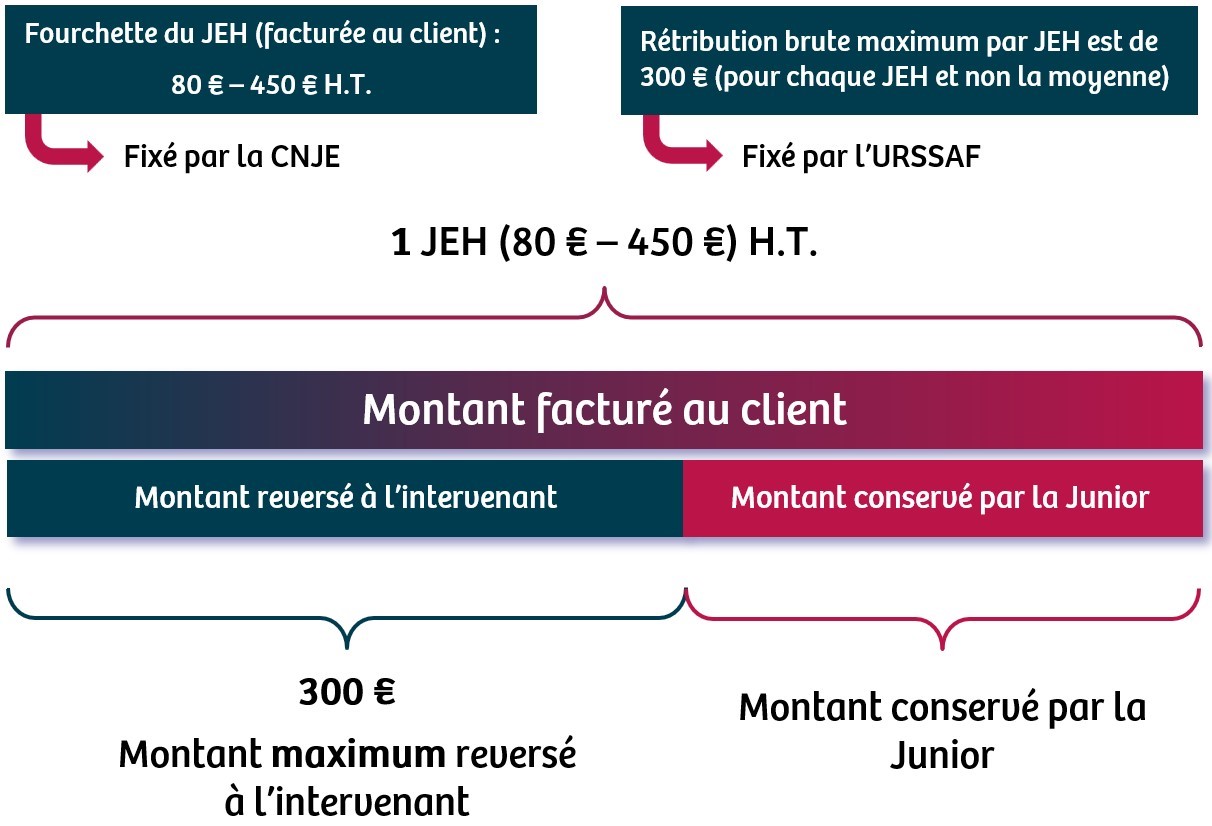 Fourchette du JEH (facturée au client) :
80 € – 450 € H.T.
Rétribution brute maximum par JEH est de
300 € (pour chaque JEH et non la moyenne)
Fixé par la CNJE
Fixé par l'URSSAF
1 JEH (80 € – 450 €) H.T.
Montant facturé au client
Montant reversé à l'intervenant
Montant conservé par la Junior
300 €
Montant maximum reversé
à l'intervenant
Montant conservé par la
Junior